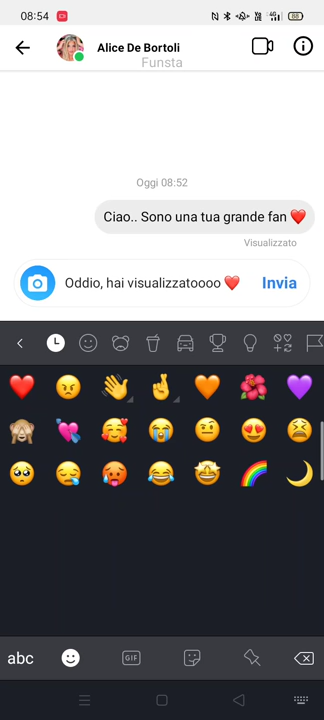 08:54
Alice De Bortoli
Funsta
Oggi 08:52
Ciao.. Sono una tua grande fan ❤️
Visualizzato
Oddio, hai visualizzatoooo ❤️ Invia
GIF
abc